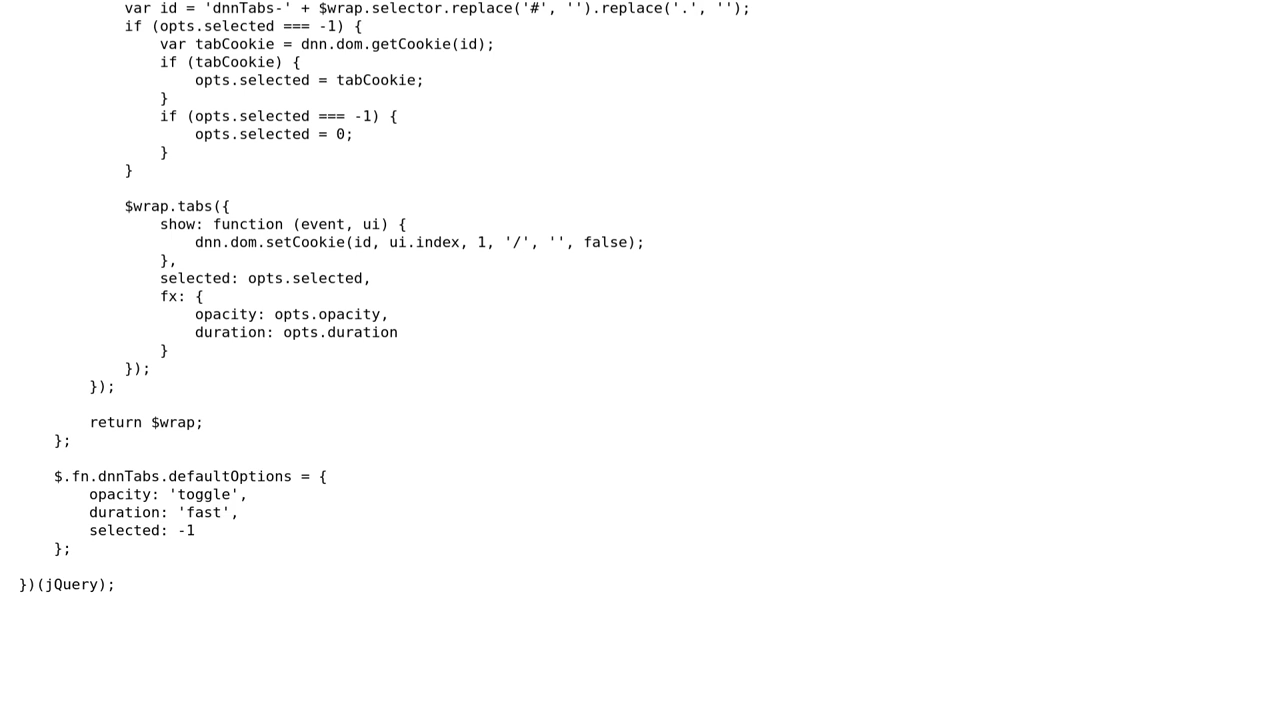 var id = 'dnnTabs-' + $wrap.selector.replace('#', '').replace('.', '');
if (opts.selected === -1) {
var tabCookie = dnn.dom.getCookie(id);
if (tabCookie) {
opts.selected = tabCookie;
}
if (opts.selected === -1) {
opts.selected = 0;
}
}
$wrap.tabs({
show: function (event, ui) {
dnn.dom.setCookie(id, ui.index, 1, '/', '', false);
},
selected: opts.selected,
fx: {
opacity: opts.opacity,
duration: opts.duration
}
});
});
return $wrap;
};
$.fn.dnnTabs.defaultOptions = {
opacity: 'toggle',
duration: 'fast',
selected: -1
};
})(jQuery);